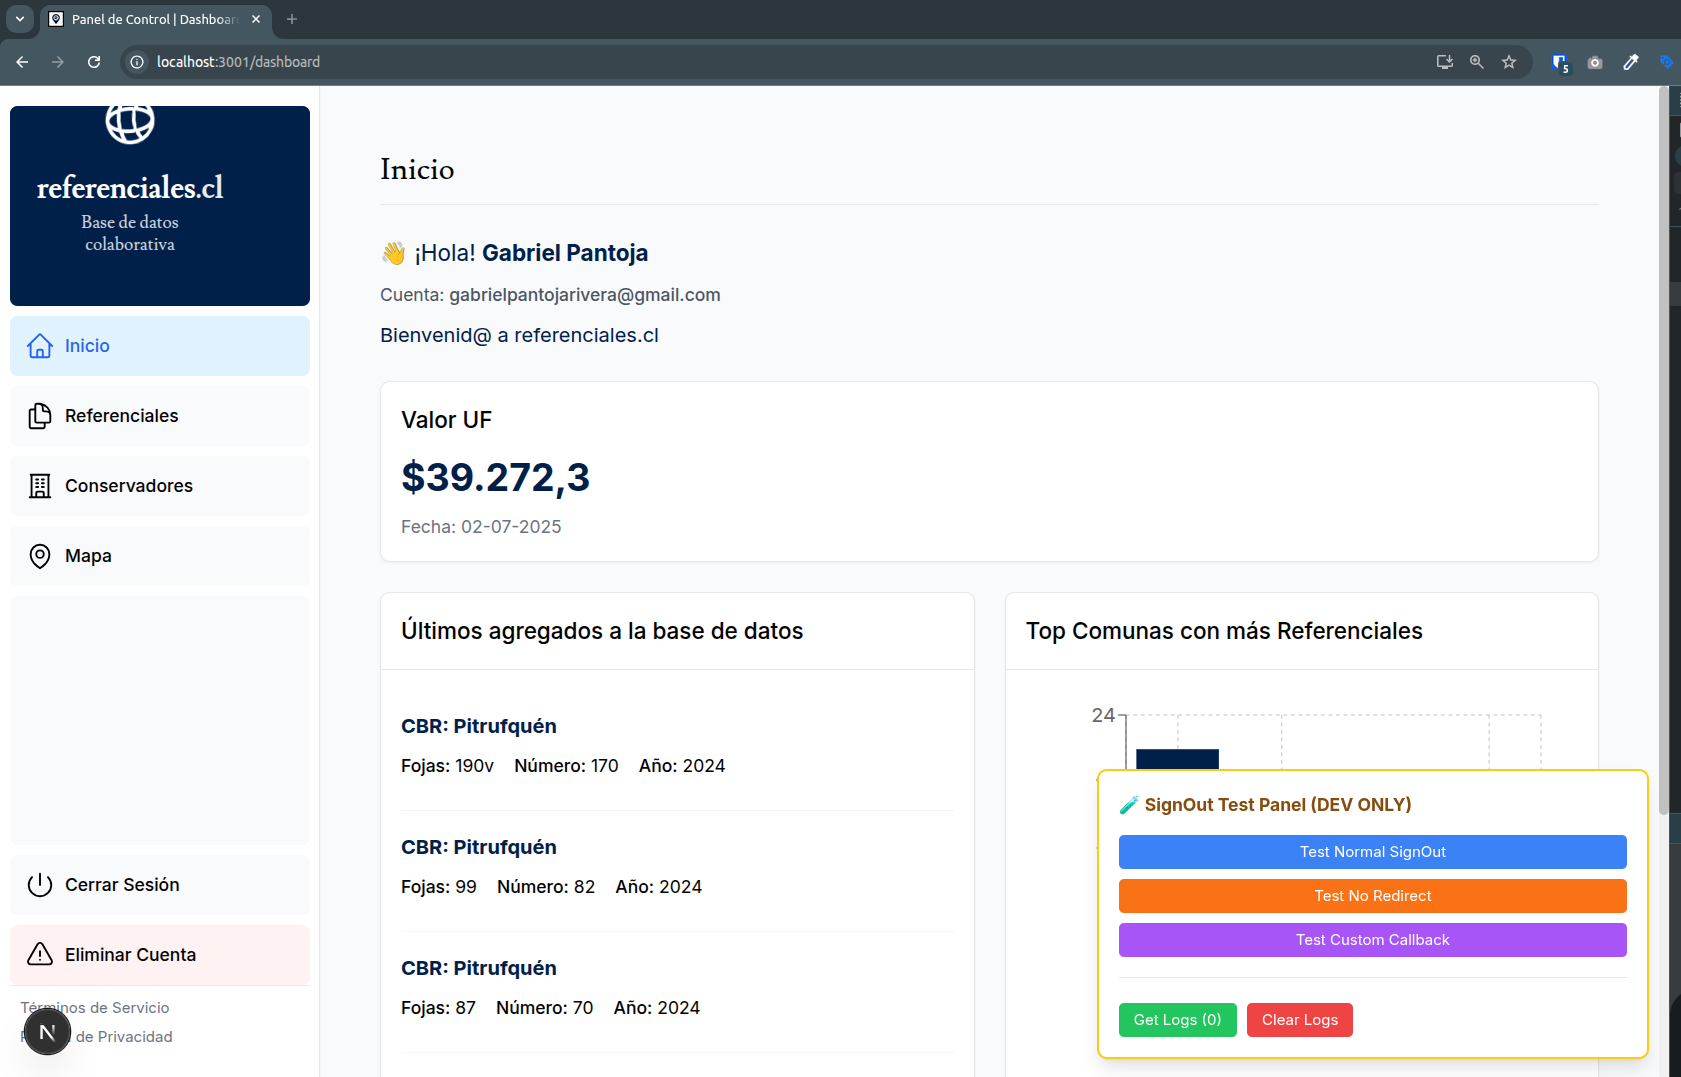 Panel de Control | Dashboar
localhost:3001/dashboard
5
referenciales.cl
Base de datos
colaborativa
Inicio
Referenciales
Conservadores
Mapa
Cerrar Sesión
Eliminar Cuenta
Términos de Servicio
de Privacidad
N
Inicio
👋 ¡Hola! Gabriel Pantoja
Cuenta: gabrielpantojarivera@gmail.com
Bienvenid@ a referenciales.cl
Valor UF
$39.272,3
Fecha: 02-07-2025
Últimos agregados a la base de datos
CBR: Pitrufquén
Fojas: 190v Número: 170 Año: 2024
CBR: Pitrufquén
Fojas: 99 Número: 82 Año: 2024
CBR: Pitrufquén
Fojas: 87 Número: 70 Año: 2024
Top Comunas con más Referenciales
24
🧪 SignOut Test Panel (DEV ONLY)
Test Normal SignOut
Test No Redirect
Test Custom Callback
Get Logs (0) Clear Logs